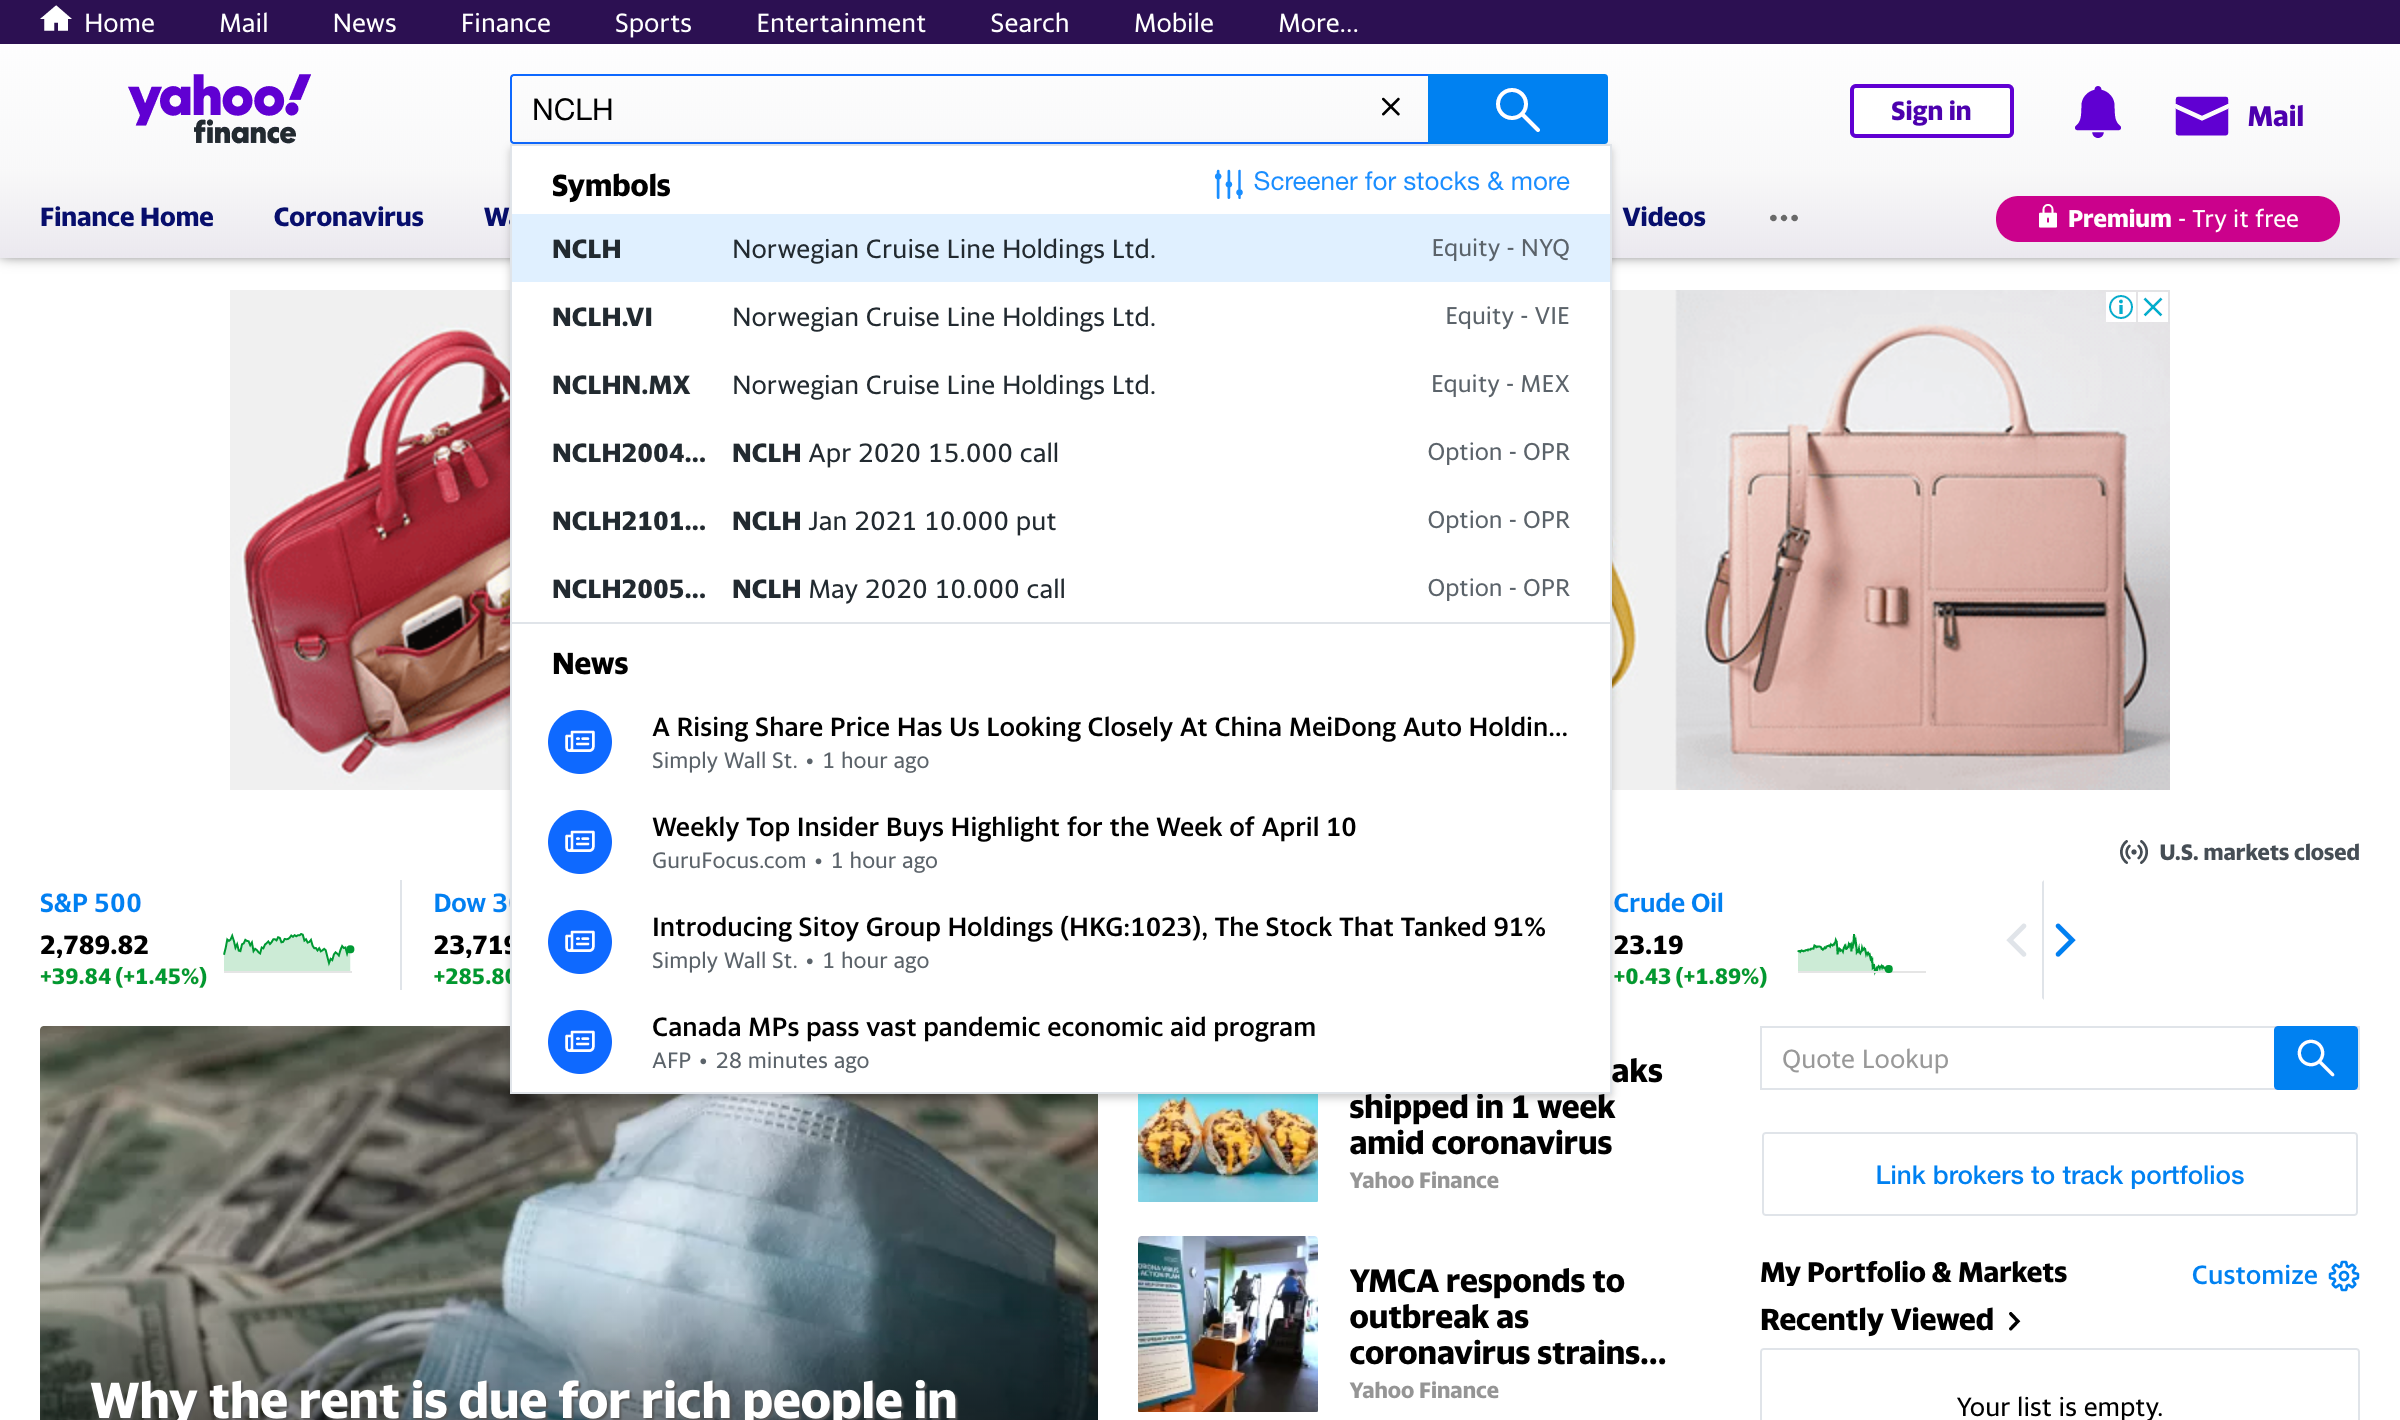 Home Mail News Finance Sports Entertainment Search Mobile More...
yahoo!
finance
NCLH
Sign in
Mail
Finance Home Coronavirus W. Videos
Premium - Try it free
Symbols
Screener for stocks & more
NCLH Norwegian Cruise Line Holdings Ltd. Equity - NYQ
NCLH.VI Norwegian Cruise Line Holdings Ltd. Equity - VIE
NCLHN.MX Norwegian Cruise Line Holdings Ltd. Equity - MEX
NCLH2004... NCLH Apr 2020 15.000 call Option - OPR
NCLH2101... NCLH Jan 2021 10.000 put Option - OPR
NCLH2005... NCLH May 2020 10.000 call Option - OPR
News
A Rising Share Price Has Us Looking Closely At China MeiDong Auto Holdin...
Simply Wall St. • 1 hour ago
Weekly Top Insider Buys Highlight for the Week of April 10
GuruFocus.com • 1 hour ago
Introducing Sitoy Group Holdings (HKG:1023), The Stock That Tanked 91%
Simply Wall St. • 1 hour ago
Canada MPs pass vast pandemic economic aid program
AFP • 28 minutes ago
U.S. markets closed
S&P 500
2,789.82
+39.84 (+1.45%)
Dow 3
23,719
+285.80
Crude Oil
23.19
+0.43 (+1.89%)
Why the rent is due for rich people in
aks
shipped in 1 week
amid coronavirus
Yahoo Finance
YMCA responds to
outbreak as
coronavirus strains...
Yahoo Finance
Quote Lookup
Link brokers to track portfolios
My Portfolio & Markets
Customize
Recently Viewed
Your list is empty.